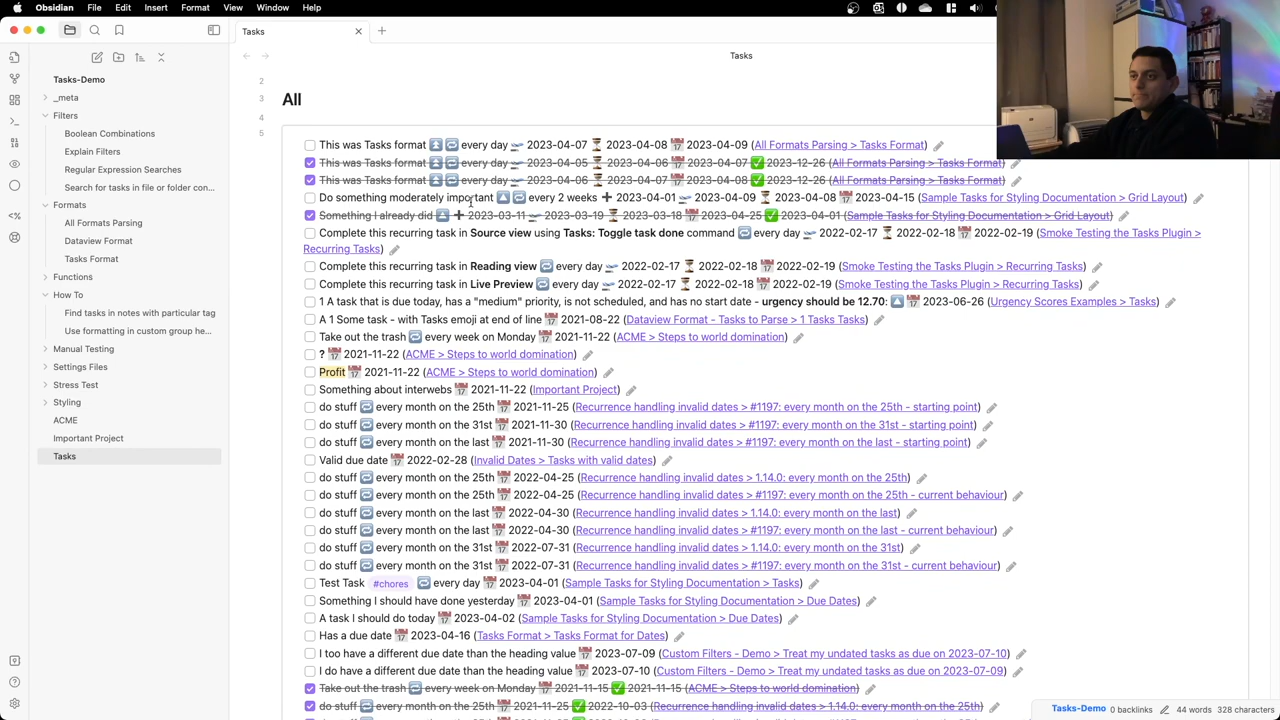 Obsidian File Edit Insert Format View Window Help
Tasks
Tasks
Tasks-Demo
_meta
Filters
Boolean Combinations
Explain Filters
Regular Expression Searches
Search for tasks in file or folder con...
Formats
All Formats Parsing
Dataview Format
Tasks Format
Functions
How To
Find tasks in notes with particular tag
Use formatting in custom group he...
Manual Testing
Settings Files
Stress Test
Styling
ACME
Important Project
Tasks
2
3
4
5
All
This was Tasks format ⏫ 🔁 every day 🛫 2023-04-07 ⏳ 2023-04-08 📅 2023-04-09 (All Formats Parsing > Tasks Format)
This was Tasks format ⏫ 🔁 every day 🛫 2023-04-05 ⏳ 2023-04-06 📅 2023-04-07 ✅ 2023-12-26 (All Formats Parsing > Tasks Format)
This was Tasks format ⏫ 🔁 every day 🛫 2023-04-06 ⏳ 2023-04-07 📅 2023-04-08 ✅ 2023-12-26 (All Formats Parsing > Tasks Format)
Do something moderately important 🔼 🔁 every 2 weeks ➕ 2023-04-01 🛫 2023-04-09 ⏳ 2023-04-08 📅 2023-04-15 (Sample Tasks for Styling Documentation > Grid Layout)
Something I already did 🔼 ➕ 2023-03-11 🛫 2023-03-19 ⏳ 2023-03-18 📅 2023-04-25 ✅ 2023-04-01 (Sample Tasks for Styling Documentation > Grid Layout)
Complete this recurring task in Source view using Tasks: Toggle task done command 🔁 every day 🛫 2022-02-17 ⏳ 2022-02-18 📅 2022-02-19 (Smoke Testing the Tasks Plugin >
Recurring Tasks)
Complete this recurring task in Reading view 🔁 every day 🛫 2022-02-17 ⏳ 2022-02-18 📅 2022-02-19 (Smoke Testing the Tasks Plugin > Recurring Tasks)
Complete this recurring task in Live Preview 🔁 every day 🛫 2022-02-17 ⏳ 2022-02-18 📅 2022-02-19 (Smoke Testing the Tasks Plugin > Recurring Tasks)
1 A task that is due today, has a "medium" priority, is not scheduled, and has no start date - urgency should be 12.70: 🔼 📅 2023-06-26 (Urgency Scores Examples > Tasks)
A 1 Some task - with Tasks emoji at end of line 📅 2021-08-22 (Dataview Format - Tasks to Parse > 1 Tasks Tasks)
Take out the trash 🔁 every week on Monday 📅 2021-11-22 (ACME > Steps to world domination)
? 📅 2021-11-22 (ACME > Steps to world domination)
Profit 📅 2021-11-22 (ACME > Steps to world domination)
Something about interwebs 📅 2021-11-22 (Important Project)
do stuff 🔁 every month on the 25th 📅 2021-11-25 (Recurrence handling invalid dates > #1197: every month on the 25th - starting point)
do stuff 🔁 every month on the 31st 📅 2021-11-30 (Recurrence handling invalid dates > #1197: every month on the 31st - starting point)
do stuff 🔁 every month on the last 📅 2021-11-30 (Recurrence handling invalid dates > #1197: every month on the last - starting point)
Valid due date 📅 2022-02-28 (Invalid Dates > Tasks with valid dates)
do stuff 🔁 every month on the 25th 📅 2022-04-25 (Recurrence handling invalid dates > 1.14.0: every month on the 25th)
do stuff 🔁 every month on the 25th 📅 2022-04-25 (Recurrence handling invalid dates > #1197: every month on the 25th - current behaviour)
do stuff 🔁 every month on the last 📅 2022-04-30 (Recurrence handling invalid dates > 1.14.0: every month on the last)
do stuff 🔁 every month on the last 📅 2022-04-30 (Recurrence handling invalid dates > #1197: every month on the last - current behaviour)
do stuff 🔁 every month on the 31st 📅 2022-07-31 (Recurrence handling invalid dates > 1.14.0: every month on the 31st)
do stuff 🔁 every month on the 31st 📅 2022-07-31 (Recurrence handling invalid dates > #1197: every month on the 31st - current behaviour)
Test Task #chores 🔁 every day 📅 2023-04-01 (Sample Tasks for Styling Documentation > Tasks)
Something I should have done yesterday 📅 2023-04-01 (Sample Tasks for Styling Documentation > Due Dates)
A task I should do today 📅 2023-04-02 (Sample Tasks for Styling Documentation > Due Dates)
Has a due date 📅 2023-04-16 (Tasks Format > Tasks Format for Dates)
I too have a different due date than the heading value 📅 2023-07-09 (Custom Filters - Demo > Treat my undated tasks as due on 2023-07-10)
I do have a different due date than the heading value 📅 2023-07-10 (Custom Filters - Demo > Treat my undated tasks as due on 2023-07-09)
Take out the trash 🔁 every week on Monday 📅 2021-11-15 ✅ 2021-11-15 (ACME > Steps to world domination)
do stuff 🔁 every month on the 25th 📅 2021-11-25 ✅ 2022-10-03 (Recurrence handling invalid dates > 1.14.0: every month on the 25th)
Tasks-Demo 0 backlinks 44 words 328 characters